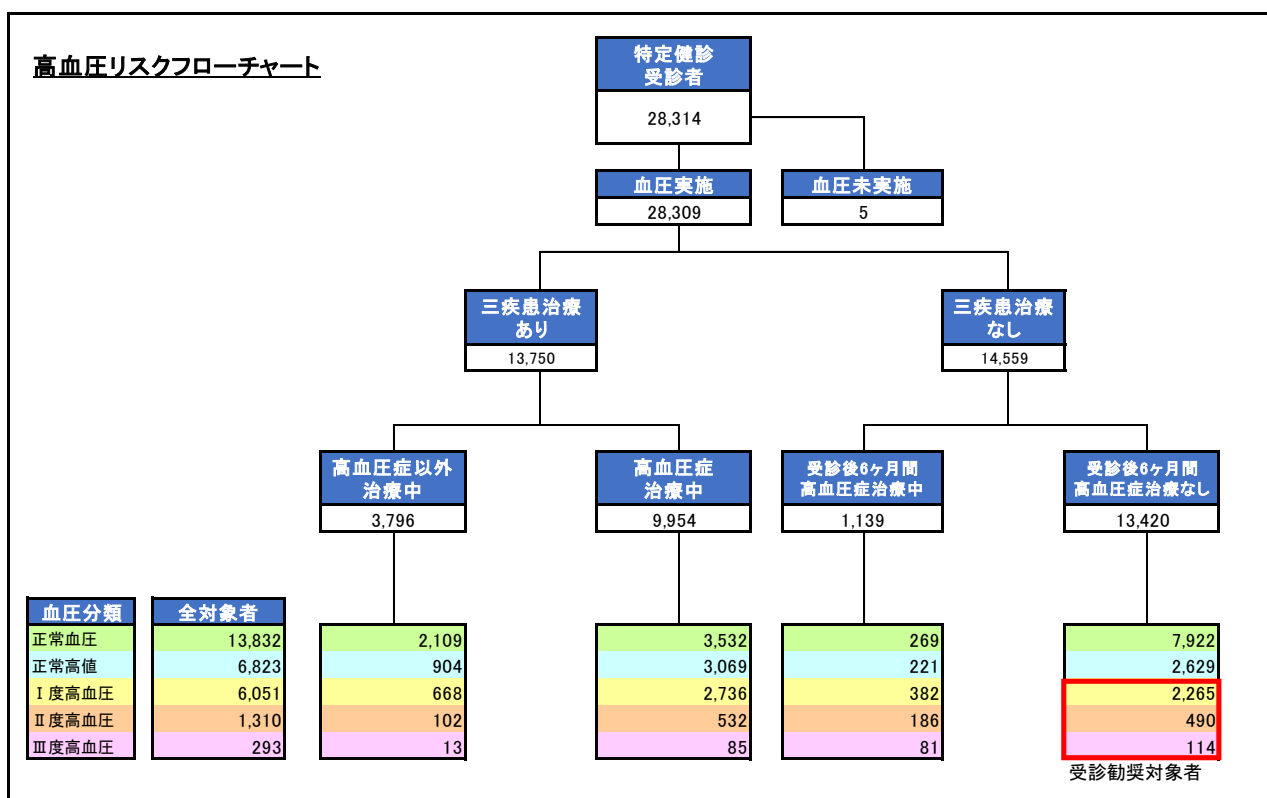 高血圧リスクフローチャート
特定健診
受診者
28,314
血圧実施
28,309
血圧未実施
5
三疾患治療
あり
13,750
三疾患治療
なし
14,559
高血圧症以外
治療中
3,796
高血圧症
治療中
9,954
受診後6ヶ月間
高血圧症治療中
1,139
受診後6ヶ月間
高血圧症治療なし
13,420
血圧分類 全対象者
正常血圧 13,832 2,109 3,532 269 7,922
正常高値 6,823 904 3,069 221 2,629
Ⅰ度高血圧 6,051 668 2,736 382 2,265
Ⅱ度高血圧 1,310 102 532 186 490
Ⅲ度高血圧 293 13 85 81 114
受診勧奨対象者